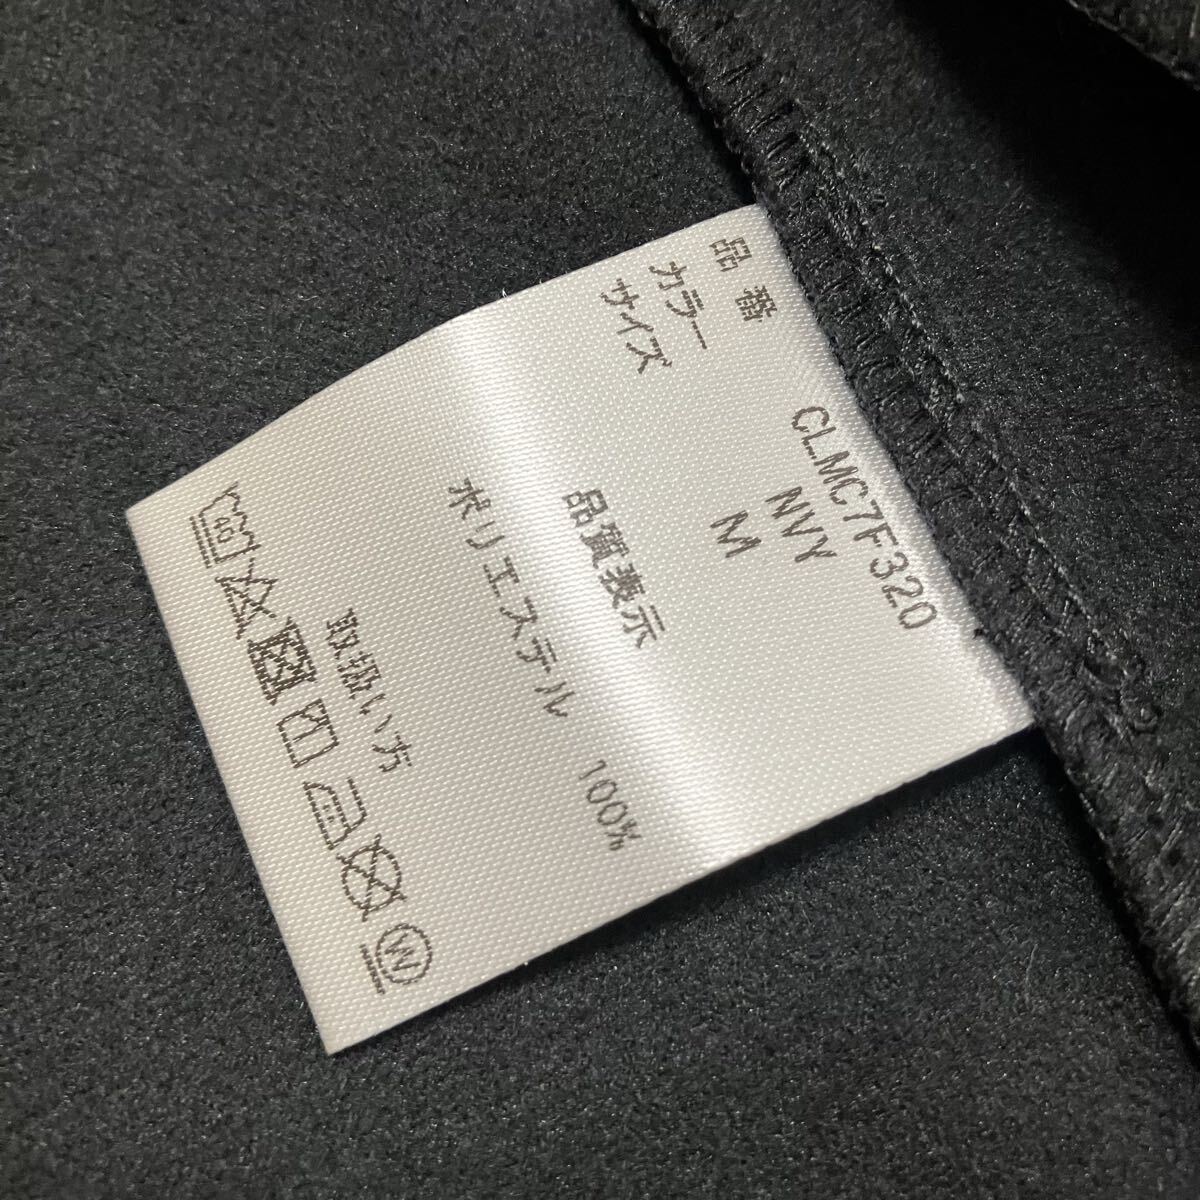 品番 CLMC7F320
カラー NVY
サイズ M
品質表示
ポリエステル 100%
取扱い方
40
W